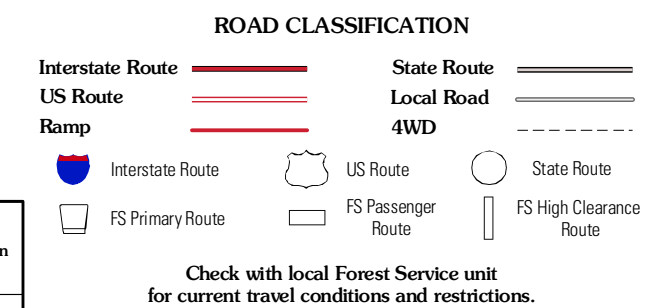 ROAD CLASSIFICATION
Interstate Route State Route
US Route Local Road
Ramp 4WD
Interstate Route US Route State Route
FS Primary Route FS Passenger Route FS High Clearance Route
n
Check with local Forest Service unit
for current travel conditions and restrictions.